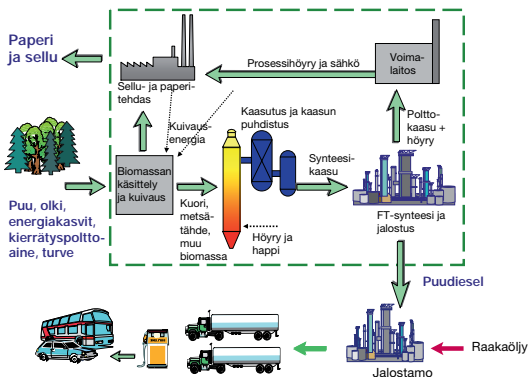 Paperi
ja sellu
Sellu- ja paperi-
tehdas
Prosessihöyry ja sähkö
Voima-
laitos
Kuivaus-
energia
Kaasutus ja kaasun
puhdistus
Poltto-
kaasu +
höyry
Biomassan
käsittely
ja kuivaus
Synteesi-
kaasu
Puu, olki,
energiakasvit,
kierrätyspoltto-
aine, turve
Kuori,
metsä-
tähde,
muu
biomassa
Höyry ja
happi
FT-synteesi ja
jalostus
Puudiesel
Raakaöljy
Jalostamo